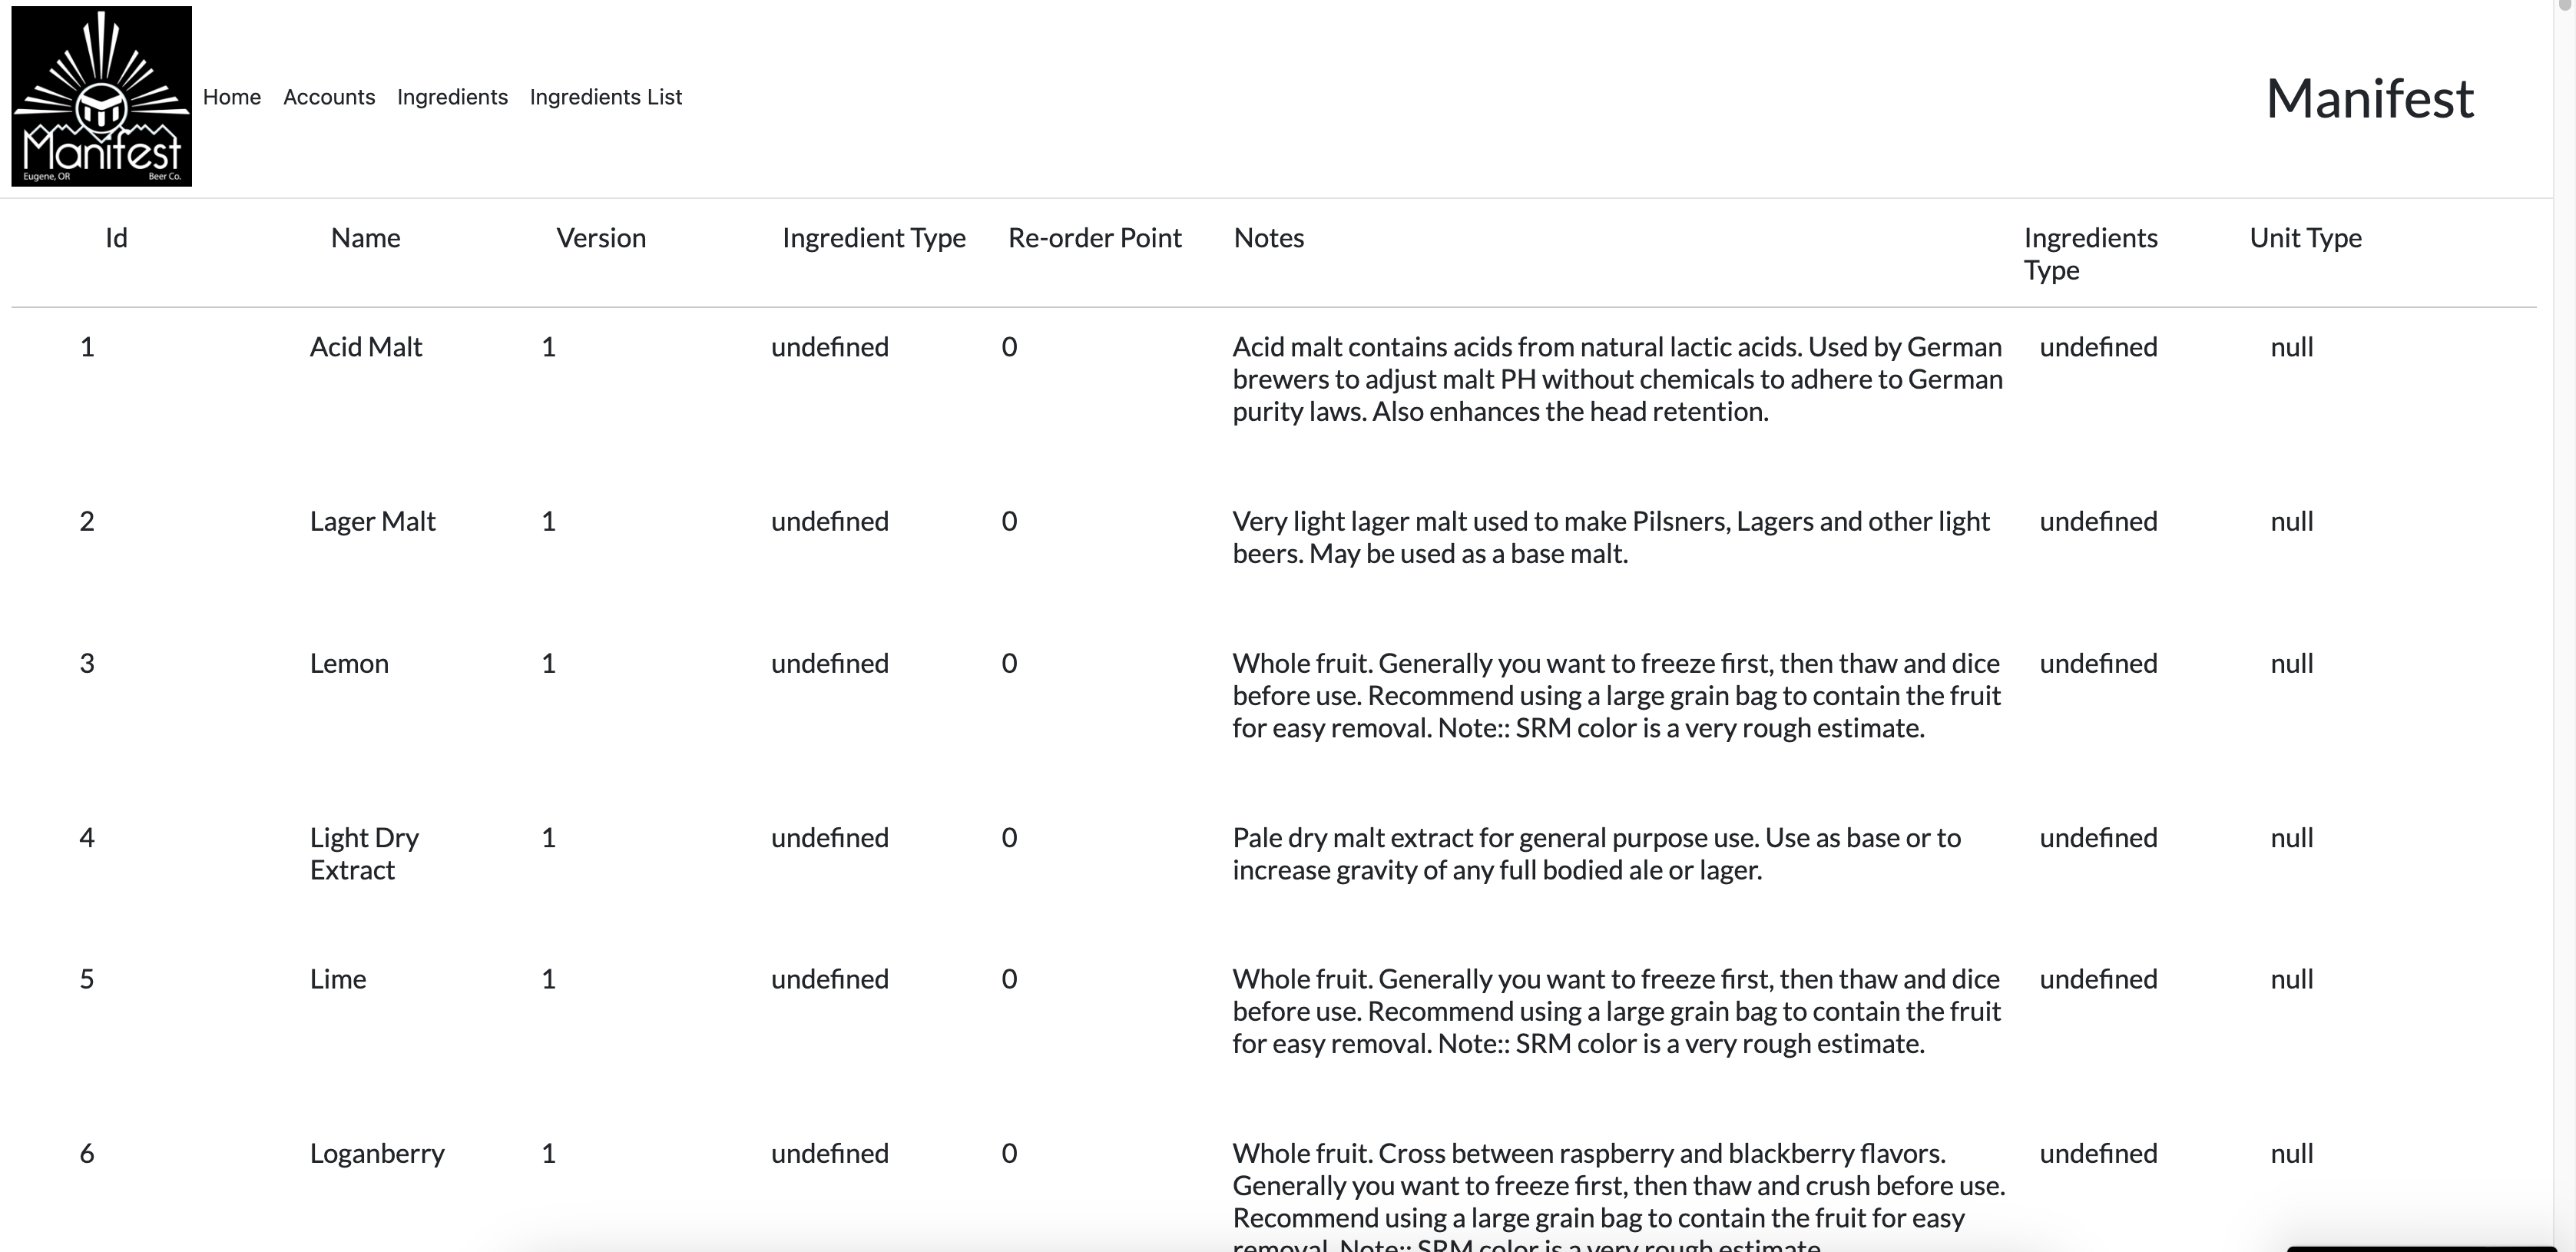 Manifest
Eugene, OR Beer Co.
Home Accounts Ingredients Ingredients List
Manifest
Id Name Version Ingredient Type Re-order Point Notes Ingredients Type Unit Type
1 Acid Malt 1 undefined 0 Acid malt contains acids from natural lactic acids. Used by German undefined null
brewers to adjust malt PH without chemicals to adhere to German
purity laws. Also enhances the head retention.
2 Lager Malt 1 undefined 0 Very light lager malt used to make Pilsners, Lagers and other light undefined null
beers. May be used as a base malt.
3 Lemon 1 undefined 0 Whole fruit. Generally you want to freeze first, then thaw and dice undefined null
before use. Recommend using a large grain bag to contain the fruit
for easy removal. Note:: SRM color is a very rough estimate.
4 Light Dry 1 undefined 0 Pale dry malt extract for general purpose use. Use as base or to undefined null
Extract increase gravity of any full bodied ale or lager.
5 Lime 1 undefined 0 Whole fruit. Generally you want to freeze first, then thaw and dice undefined null
before use. Recommend using a large grain bag to contain the fruit
for easy removal. Note:: SRM color is a very rough estimate.
6 Loganberry 1 undefined 0 Whole fruit. Cross between raspberry and blackberry flavors. undefined null
Generally you want to freeze first, then thaw and crush before use.
Recommend using a large grain bag to contain the fruit for easy
removal. Note:: SRM color is a very rough estimate.